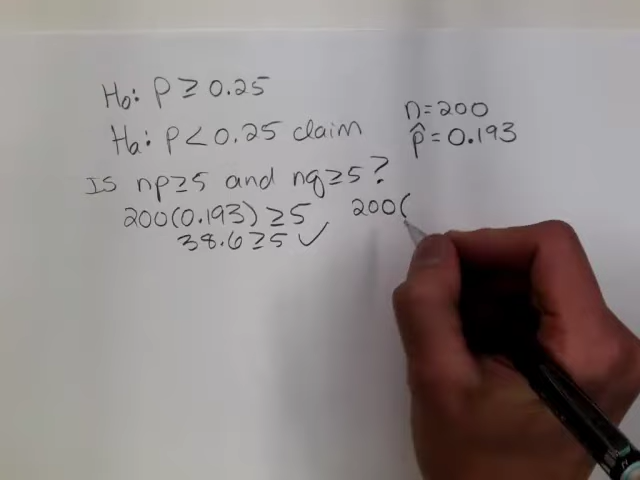 H₀: p ≥ 0.25
Hₐ: p < 0.25 claim
n = 200
p̂ = 0.193
Is np ≥ 5 and nq ≥ 5?
200(0.193) ≥ 5 200(
38.6 ≥ 5 ✓